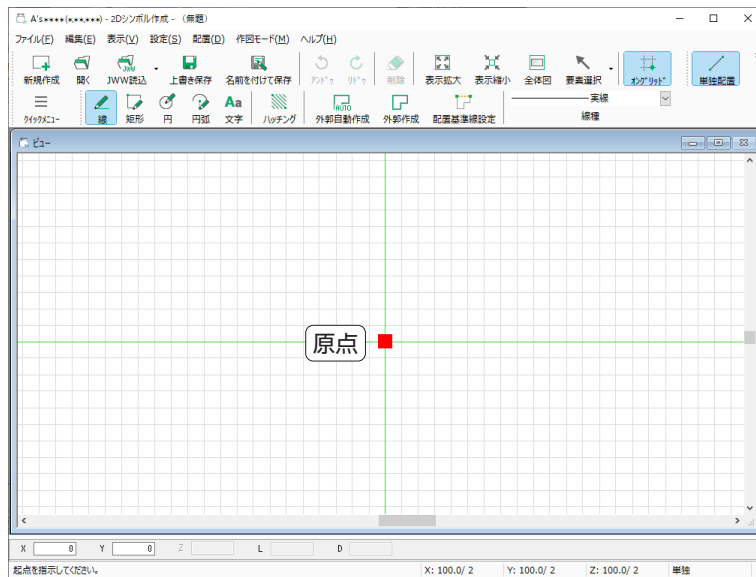 A's****(*.**.**) - 2Dシンボル作成 - （無題）
ファイル(F) 編集(E) 表示(V) 設定(S) 配置(D) 作図モード(M) ヘルプ(H)
新規作成 開く JWW読込 上書き保存 名前を付けて保存 ｱﾝﾄﾞｩ ﾘﾄﾞｩ 削除 表示拡大 表示縮小 全体図 要素選択 ｵﾝｸﾞﾘｯﾄﾞ 単独配置
ｸｲｯｸﾒﾆｭｰ 線 矩形 円 円弧 Aa 文字 ハッチング AUTO 外郭自動作成 外郭作成 配置基準線設定 実線 線種
ビュー
原点
X 0 Y 0 Z L D
起点を指示してください。 X: 100.0/ 2 Y: 100.0/ 2 Z: 100.0/ 2 単独